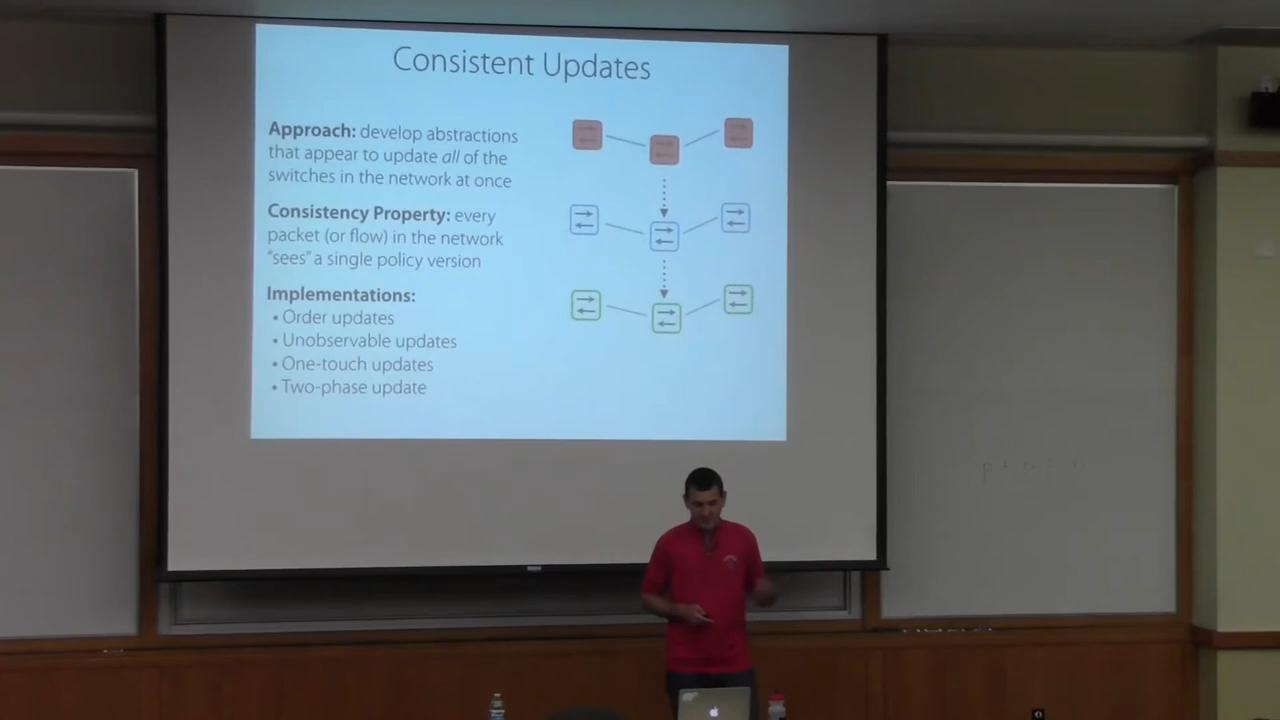 Consistent Updates
Approach: develop abstractions
that appear to update all of the
switches in the network at once
Consistency Property: every
packet (or flow) in the network
"sees" a single policy version
Implementations:
• Order updates
• Unobservable updates
• One-touch updates
• Two-phase update